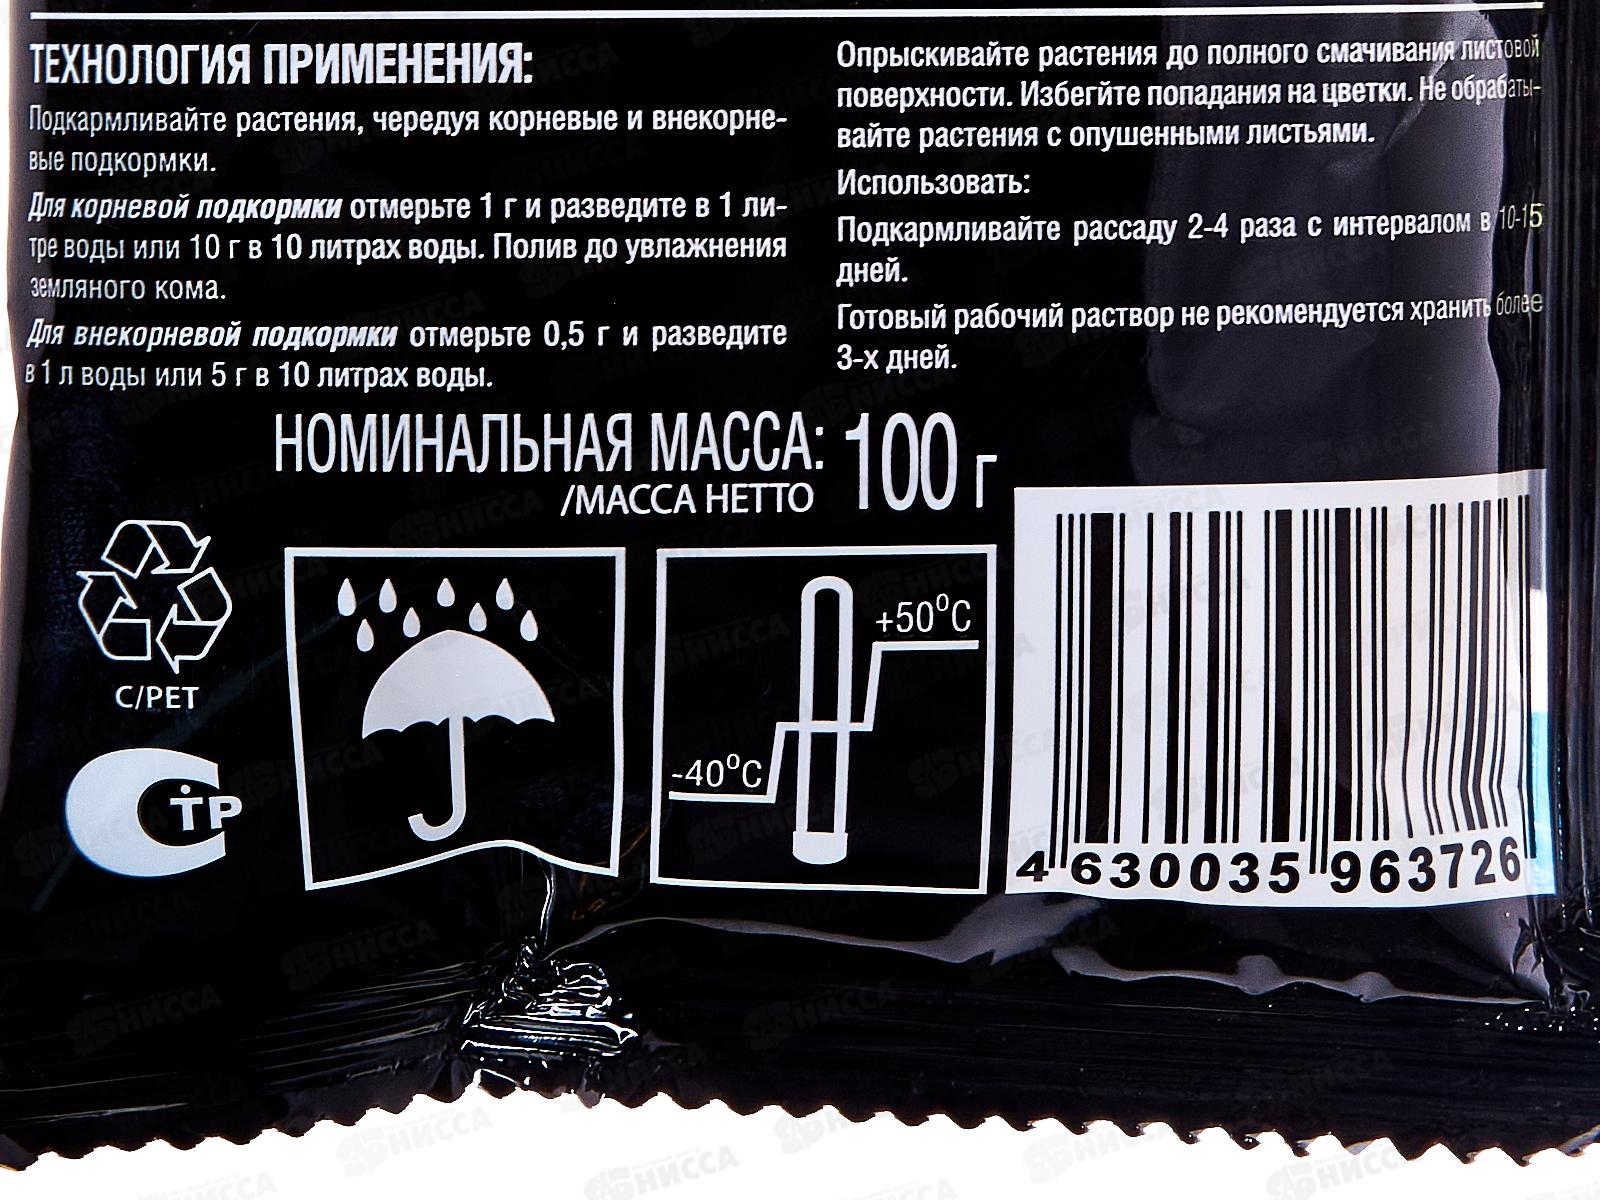 ТЕХНОЛОГИЯ ПРИМЕНЕНИЯ:
Подкармливайте растения, чередуя корневые и внекорне-
вые подкормки.
Для корневой подкормки отмерьте 1 г и разведите в 1 ли-
тре воды или 10 г в 10 литрах воды. Полив до увлажнения
земляного кома.
Для внекорневой подкормки отмерьте 0,5 г и разведите
в 1 л воды или 5 г в 10 литрах воды.
Опрыскивайте растения до полного смачивания листовой
поверхности. Избегйте попадания на цветки. Не обрабаты-
вайте растения с опушенными листьями.
Использовать:
Подкармливайте рассаду 2-4 раза с интервалом в 10-15
дней.
Готовый рабочий раствор не рекомендуется хранить более
3-х дней.
НОМИНАЛЬНАЯ МАССА: 100 г
/МАССА НЕТТО
C/PET
СТР
+50°C
-40°C
4 630035 963726
НИССА